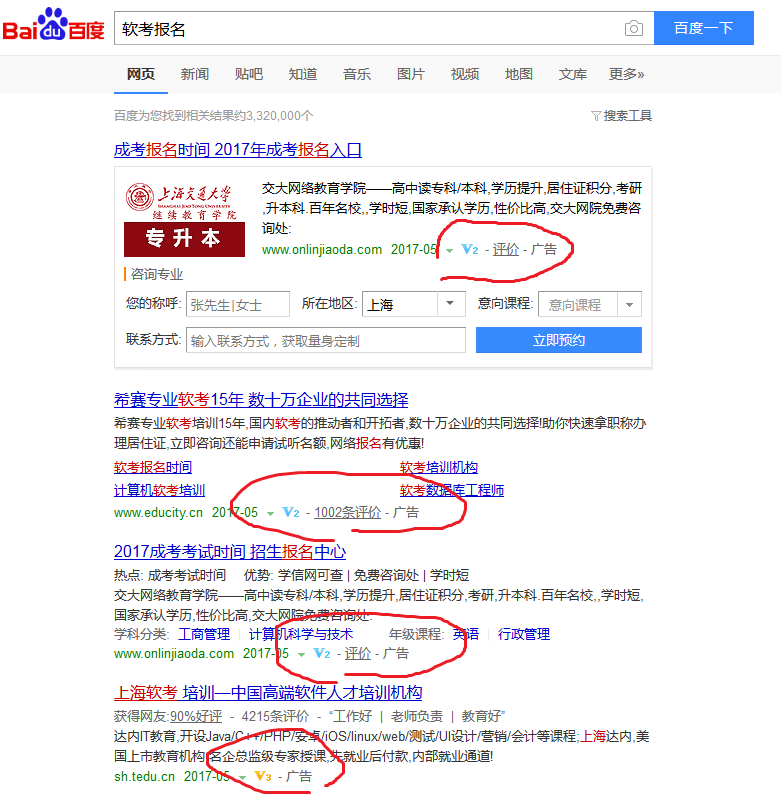 Bai du 百度
软考报名
百度一下
网页 新闻 贴吧 知道 音乐 图片 视频 地图 文库 更多»
百度为您找到相关结果约3,320,000个
搜索工具
成考报名时间 2017年成考报名入口
上海交通大学
SHANGHAI JIAO TONG UNIVERSITY
继续教育学院
专升本
交大网络教育学院——高中读专科/本科,学历提升,居住证积分,考研
,升本科.百年名校,,学时短,国家承认学历,性价比高,交大网院免费咨
询处:
www.onlinjiaoda.com 2017-05 V2 - 评价 - 广告
咨询专业
您的称呼: 张先生|女士 所在地区: 上海 意向课程: 意向课程
联系方式: 输入联系方式，获取量身定制 立即预约
希赛专业软考15年 数十万企业的共同选择
希赛专业软考培训15年,国内软考的推动者和开拓者,数十万企业的共同选择!助你快速拿职称办
理居住证,立即咨询还能申请试听名额,网络报名有优惠!
软考报名时间 软考培训机构
计算机软考培训 软考数据库工程师
www.educity.cn 2017-05 V2 - 1002条评价 - 广告
2017成考考试时间 招生报名中心
热点: 成考考试时间 优势: 学信网可查 | 免费咨询处 | 学时短
交大网络教育学院——高中读专科/本科,学历提升,居住证积分,考研,升本科.百年名校,,学时短,
国家承认学历,性价比高,交大网院免费咨询处:
学科分类: 工商管理 | 计算机科学与技术 年级课程: 英语 | 行政管理
www.onlinjiaoda.com 2017-05 V2 - 评价 - 广告
上海软考 培训—中国高端软件人才培训机构
获得网友:90%好评 - 4215条评价 - “工作好 | 老师负责 | 教育好”
达内IT教育,开设Java/C++/PHP/安卓/iOS/linux/web/测试/UI设计/营销/会计等课程;上海达内,美
国上市教育机构,名企总监级专家授课,先就业后付款,内部就业通道!
sh.tedu.cn 2017-05 V3 - 广告